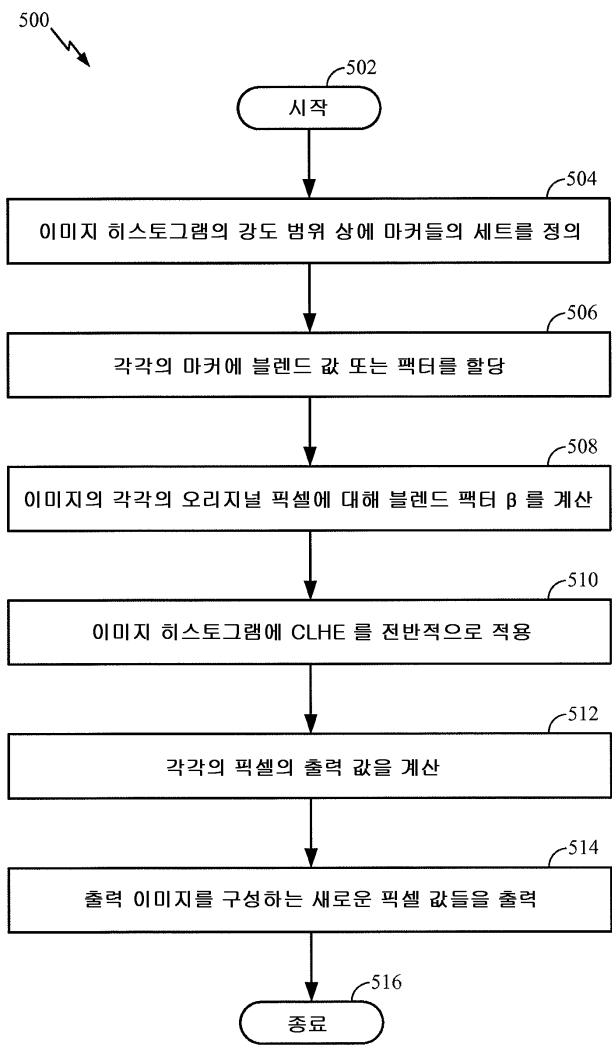 500
502
시작
504
이미지 히스토그램의 강도 범위 상에 마커들의 세트를 정의
506
각각의 마커에 블렌드 값 또는 팩터를 할당
508
이미지의 각각의 오리지널 픽셀에 대해 블렌드 팩터 β 를 계산
510
이미지 히스토그램에 CLHE 를 전반적으로 적용
512
각각의 픽셀의 출력 값을 계산
514
출력 이미지를 구성하는 새로운 픽셀 값들을 출력
516
종료